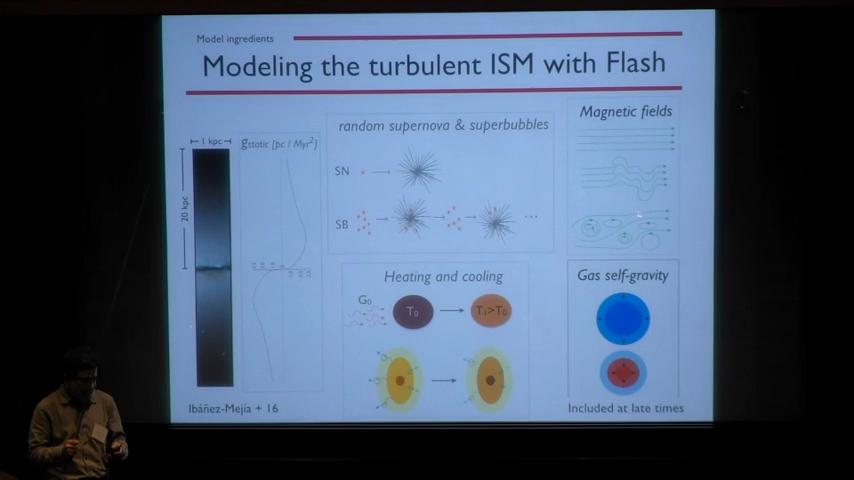 Model ingredients
Modeling the turbulent ISM with Flash
1 kpc
20 kpc
gstatic [pc / Myr²]
random supernova & superbubbles
SN
SB
...
Magnetic fields
Heating and cooling
G₀
T₀
T₁>T₀
Gas self-gravity
Ibáñez-Mejía + 16
Included at late times